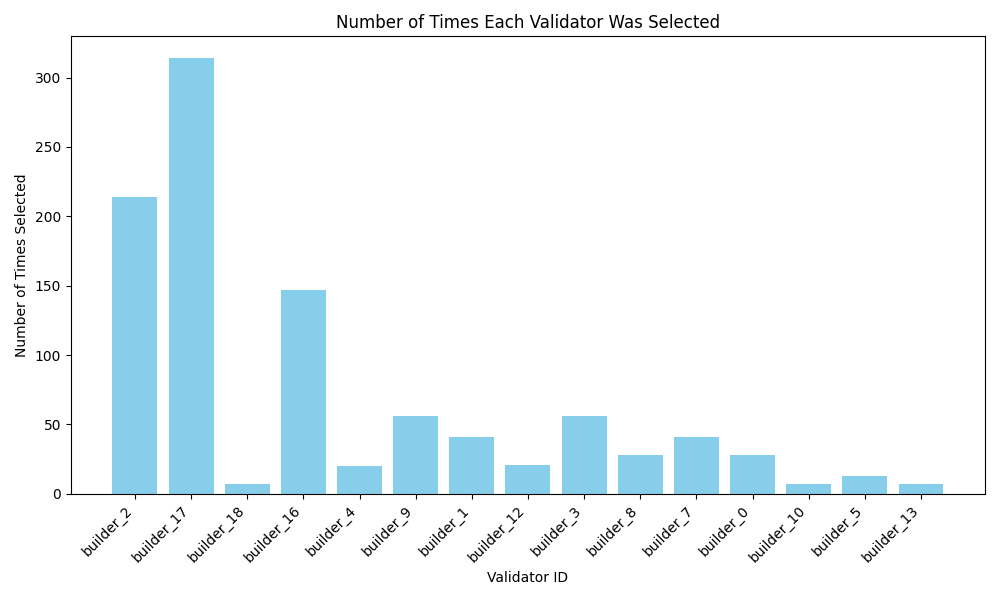 Number of Times Each Validator Was Selected
Number of Times Selected
300
250
200
150
100
50
0
builder_2
builder_17
builder_18
builder_16
builder_4
builder_9
builder_1
builder_12
builder_3
builder_8
builder_7
builder_0
builder_10
builder_5
builder_13
Validator ID